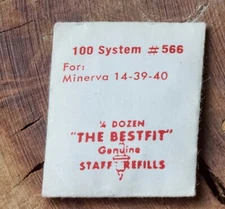 100 System #566
For:
Minerva 14-39-40
¼ DOZEN
"THE BESTFIT"
Genuine
STAFF REFILLS